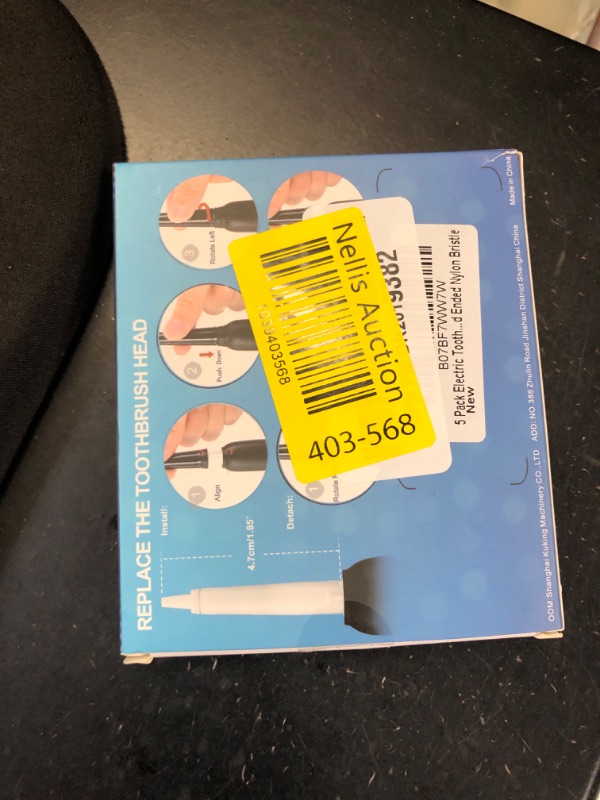 REPLACE THE TOOTHBRUSH HEAD
Install:
1
Align
2
Push Down
3
Rotate Left
Detach:
1
4.7cm/1.85"
Nellis Auction
403-568
B07BF7WW7W
5 Pack Electric Tooth...d Ended Nylon Bristle
New
ODM:Shanghai Kuking Machinery CO.,LTD ADD: NO.388 Zhulin Road Jinshan District Shanghai China
Made in China